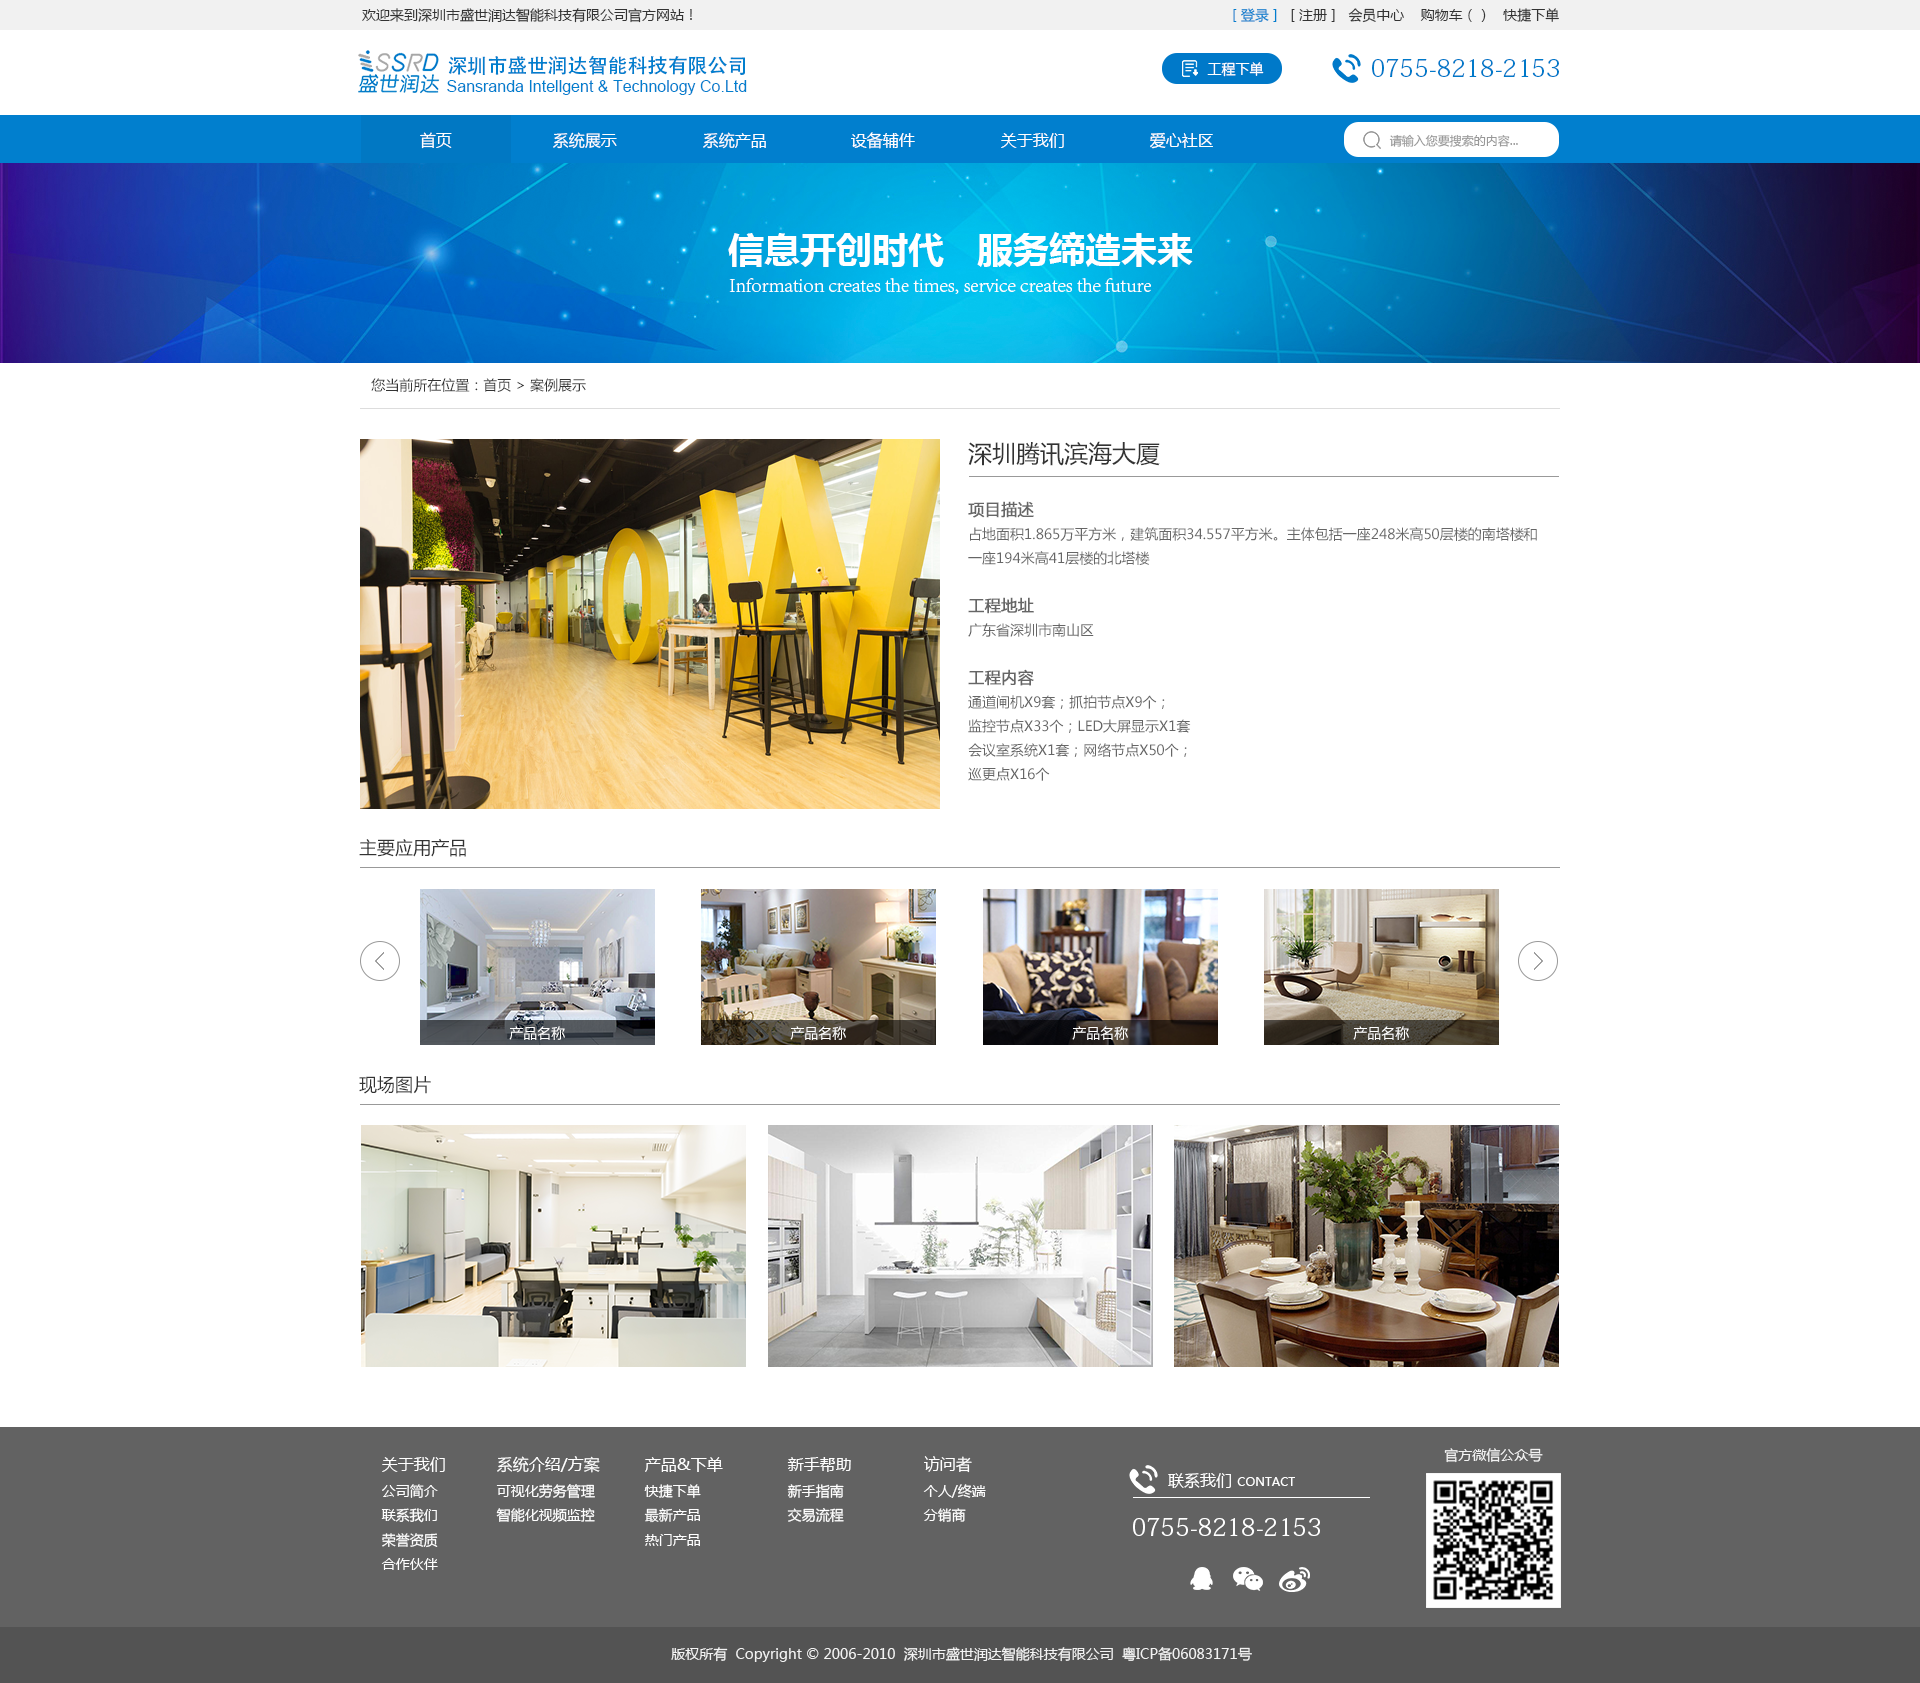 欢迎来到深圳市盛世润达智能科技有限公司官方网站！
[ 登录 ] [ 注册 ] 会员中心 购物车（ ） 快捷下单
SSRD
盛世润达
深圳市盛世润达智能科技有限公司
Sansranda Intellgent & Technology Co.Ltd
工程下单
0755-8218-2153
首页 系统展示 系统产品 设备辅件 关于我们 爱心社区
请输入您要搜索的内容...
信息开创时代 服务缔造未来
Information creates the times, service creates the future
您当前所在位置：首页 > 案例展示
深圳腾讯滨海大厦
项目描述
占地面积1.865万平方米，建筑面积34.557平方米。主体包括一座248米高50层楼的南塔楼和
一座194米高41层楼的北塔楼
工程地址
广东省深圳市南山区
工程内容
通道闸机X9套；抓拍节点X9个；
监控节点X33个；LED大屏显示X1套
会议室系统X1套；网络节点X50个；
巡更点X16个
主要应用产品
产品名称 产品名称 产品名称 产品名称
现场图片
关于我们
公司简介
联系我们
荣誉资质
合作伙伴
系统介绍/方案
可视化劳务管理
智能化视频监控
产品&下单
快捷下单
最新产品
热门产品
新手帮助
新手指南
交易流程
访问者
个人/终端
分销商
联系我们 CONTACT
0755-8218-2153
官方微信公众号
版权所有 Copyright © 2006-2010 深圳市盛世润达智能科技有限公司 粤ICP备06083171号